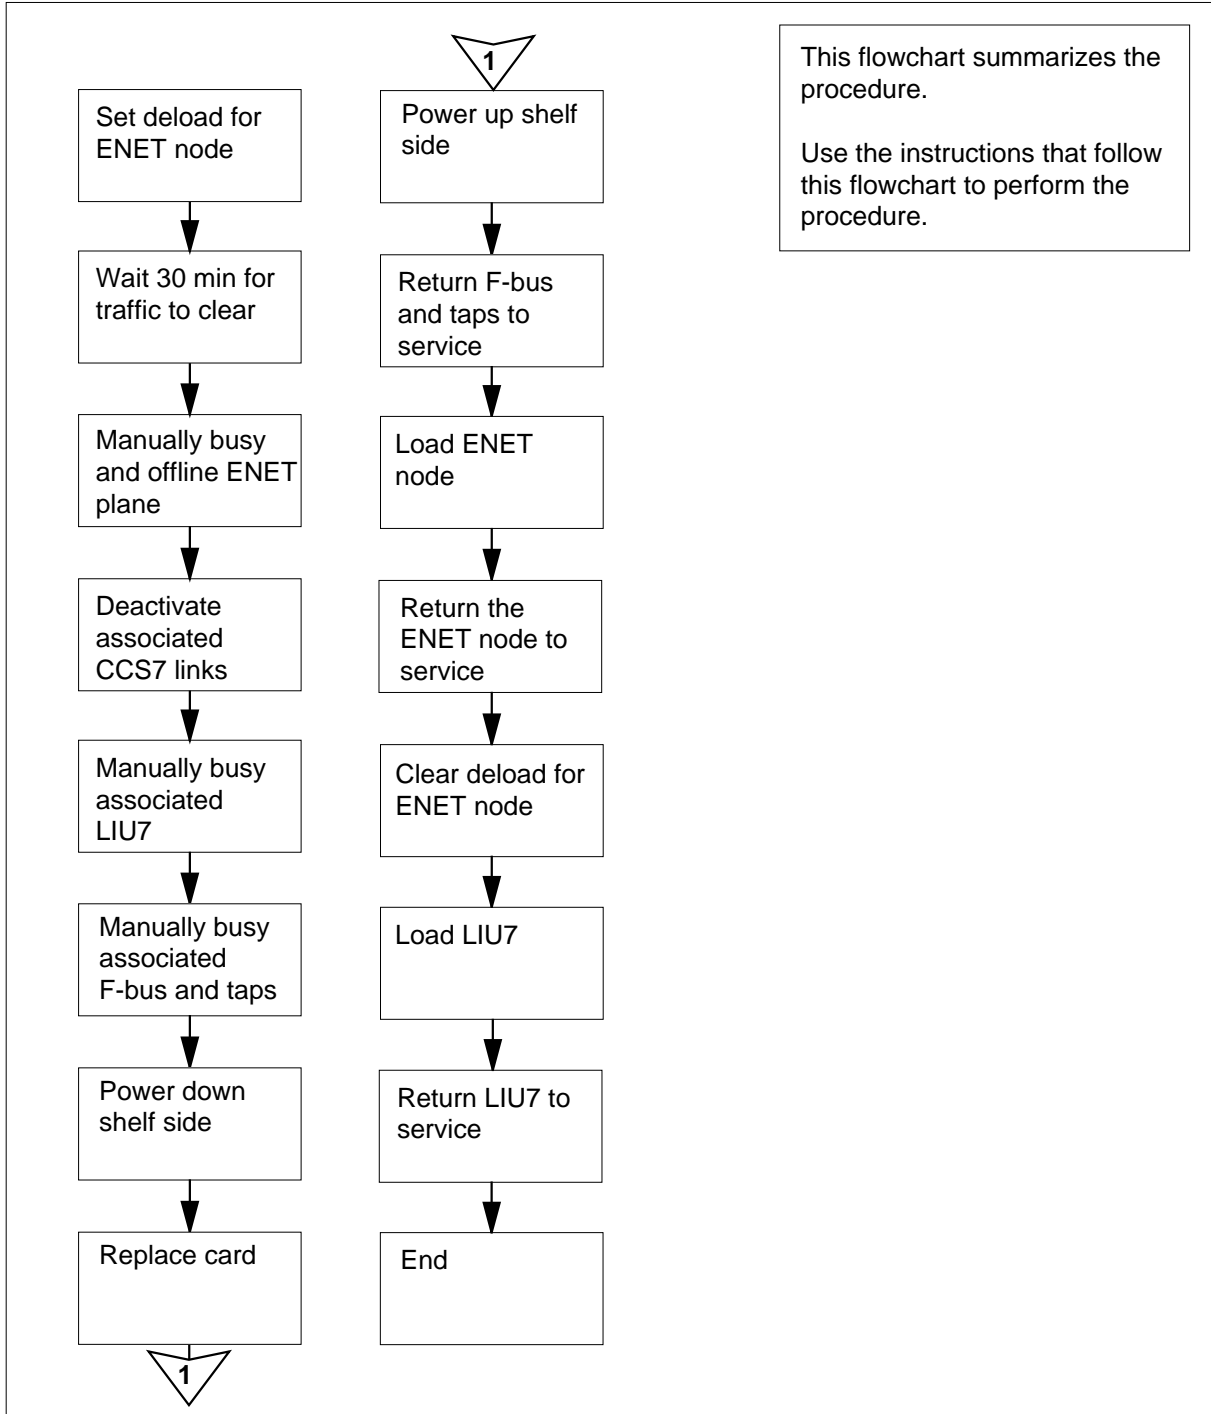 Set deload for
ENET node
Wait 30 min for
traffic to clear
Manually busy
and offline ENET
plane
Deactivate
associated
CCS7 links
Manually busy
associated
LIU7
Manually busy
associated
F-bus and taps
Power down
shelf side
Replace card
1
1
Power up shelf
side
Return F-bus
and taps to
service
Load ENET
node
Return the
ENET node to
service
Clear deload for
ENET node
Load LIU7
Return LIU7 to
service
End
This flowchart summarizes the
procedure.
Use the instructions that follow
this flowchart to perform the
procedure.